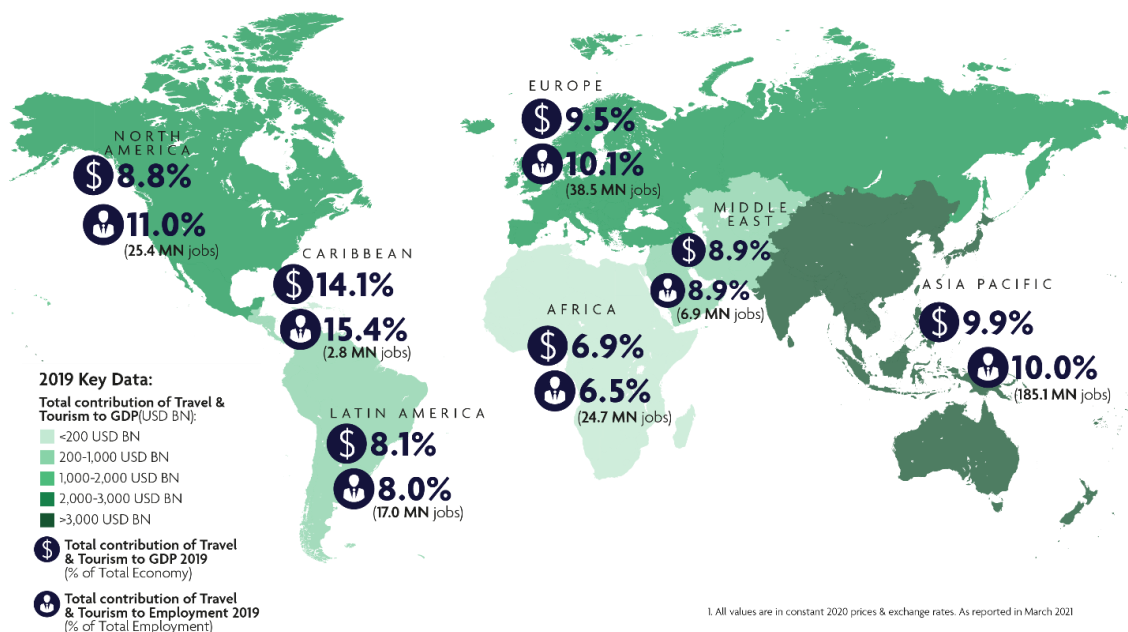 NORTH
AMERICA
$ 8.8%
11.0%
(25.4 MN jobs)
CARIBBEAN
$ 14.1%
15.4%
(2.8 MN jobs)
LATIN AMERICA
$ 8.1%
8.0%
(17.0 MN jobs)
EUROPE
$ 9.5%
10.1%
(38.5 MN jobs)
AFRICA
$ 6.9%
6.5%
(24.7 MN jobs)
MIDDLE
EAST
$ 8.9%
8.9%
(6.9 MN jobs)
ASIA PACIFIC
$ 9.9%
10.0%
(185.1 MN jobs)
2019 Key Data:
Total contribution of Travel &
Tourism to GDP(USD BN):
<200 USD BN
200-1,000 USD BN
1,000-2,000 USD BN
2,000-3,000 USD BN
>3,000 USD BN
$ Total contribution of Travel
& Tourism to GDP 2019
(% of Total Economy)
Total contribution of Travel
& Tourism to Employment 2019
(% of Total Employment)
1. All values are in constant 2020 prices & exchange rates. As reported in March 2021